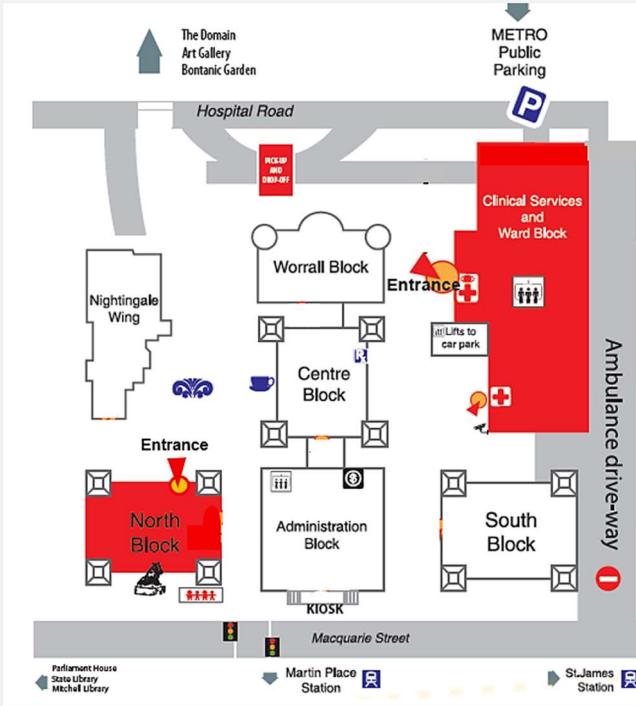 The Domain
Art Gallery
Bontanic Garden
METRO
Public
Parking
P
Hospital Road
PICK-UP
AND
DROP-OFF
Clinical Services
and
Ward Block
Worrall Block
Entrance
Nightingale
Wing
Lifts to
car park
Centre
Block
Ambulance drive-way
Entrance
North
Block
Administration
Block
South
Block
KIOSK
Macquarie Street
Parliament House
State Library
Mitchell Library
Martin Place
Station
St.James
Station